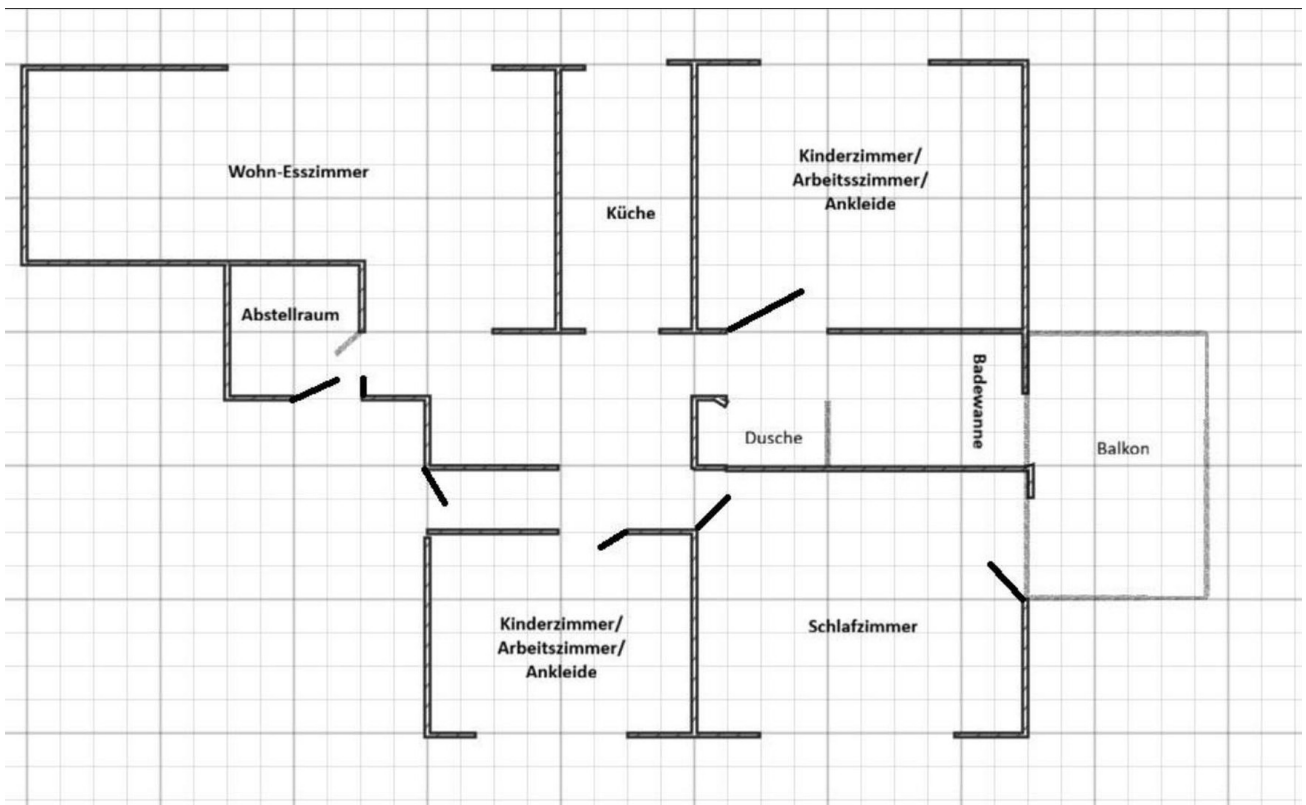 Wohn-Esszimmer
Küche
Kinderzimmer/
Arbeitsszimmer/
Ankleide
Abstellraum
Dusche
Badewanne
Balkon
Kinderzimmer/
Arbeitszimmer/
Ankleide
Schlafzimmer